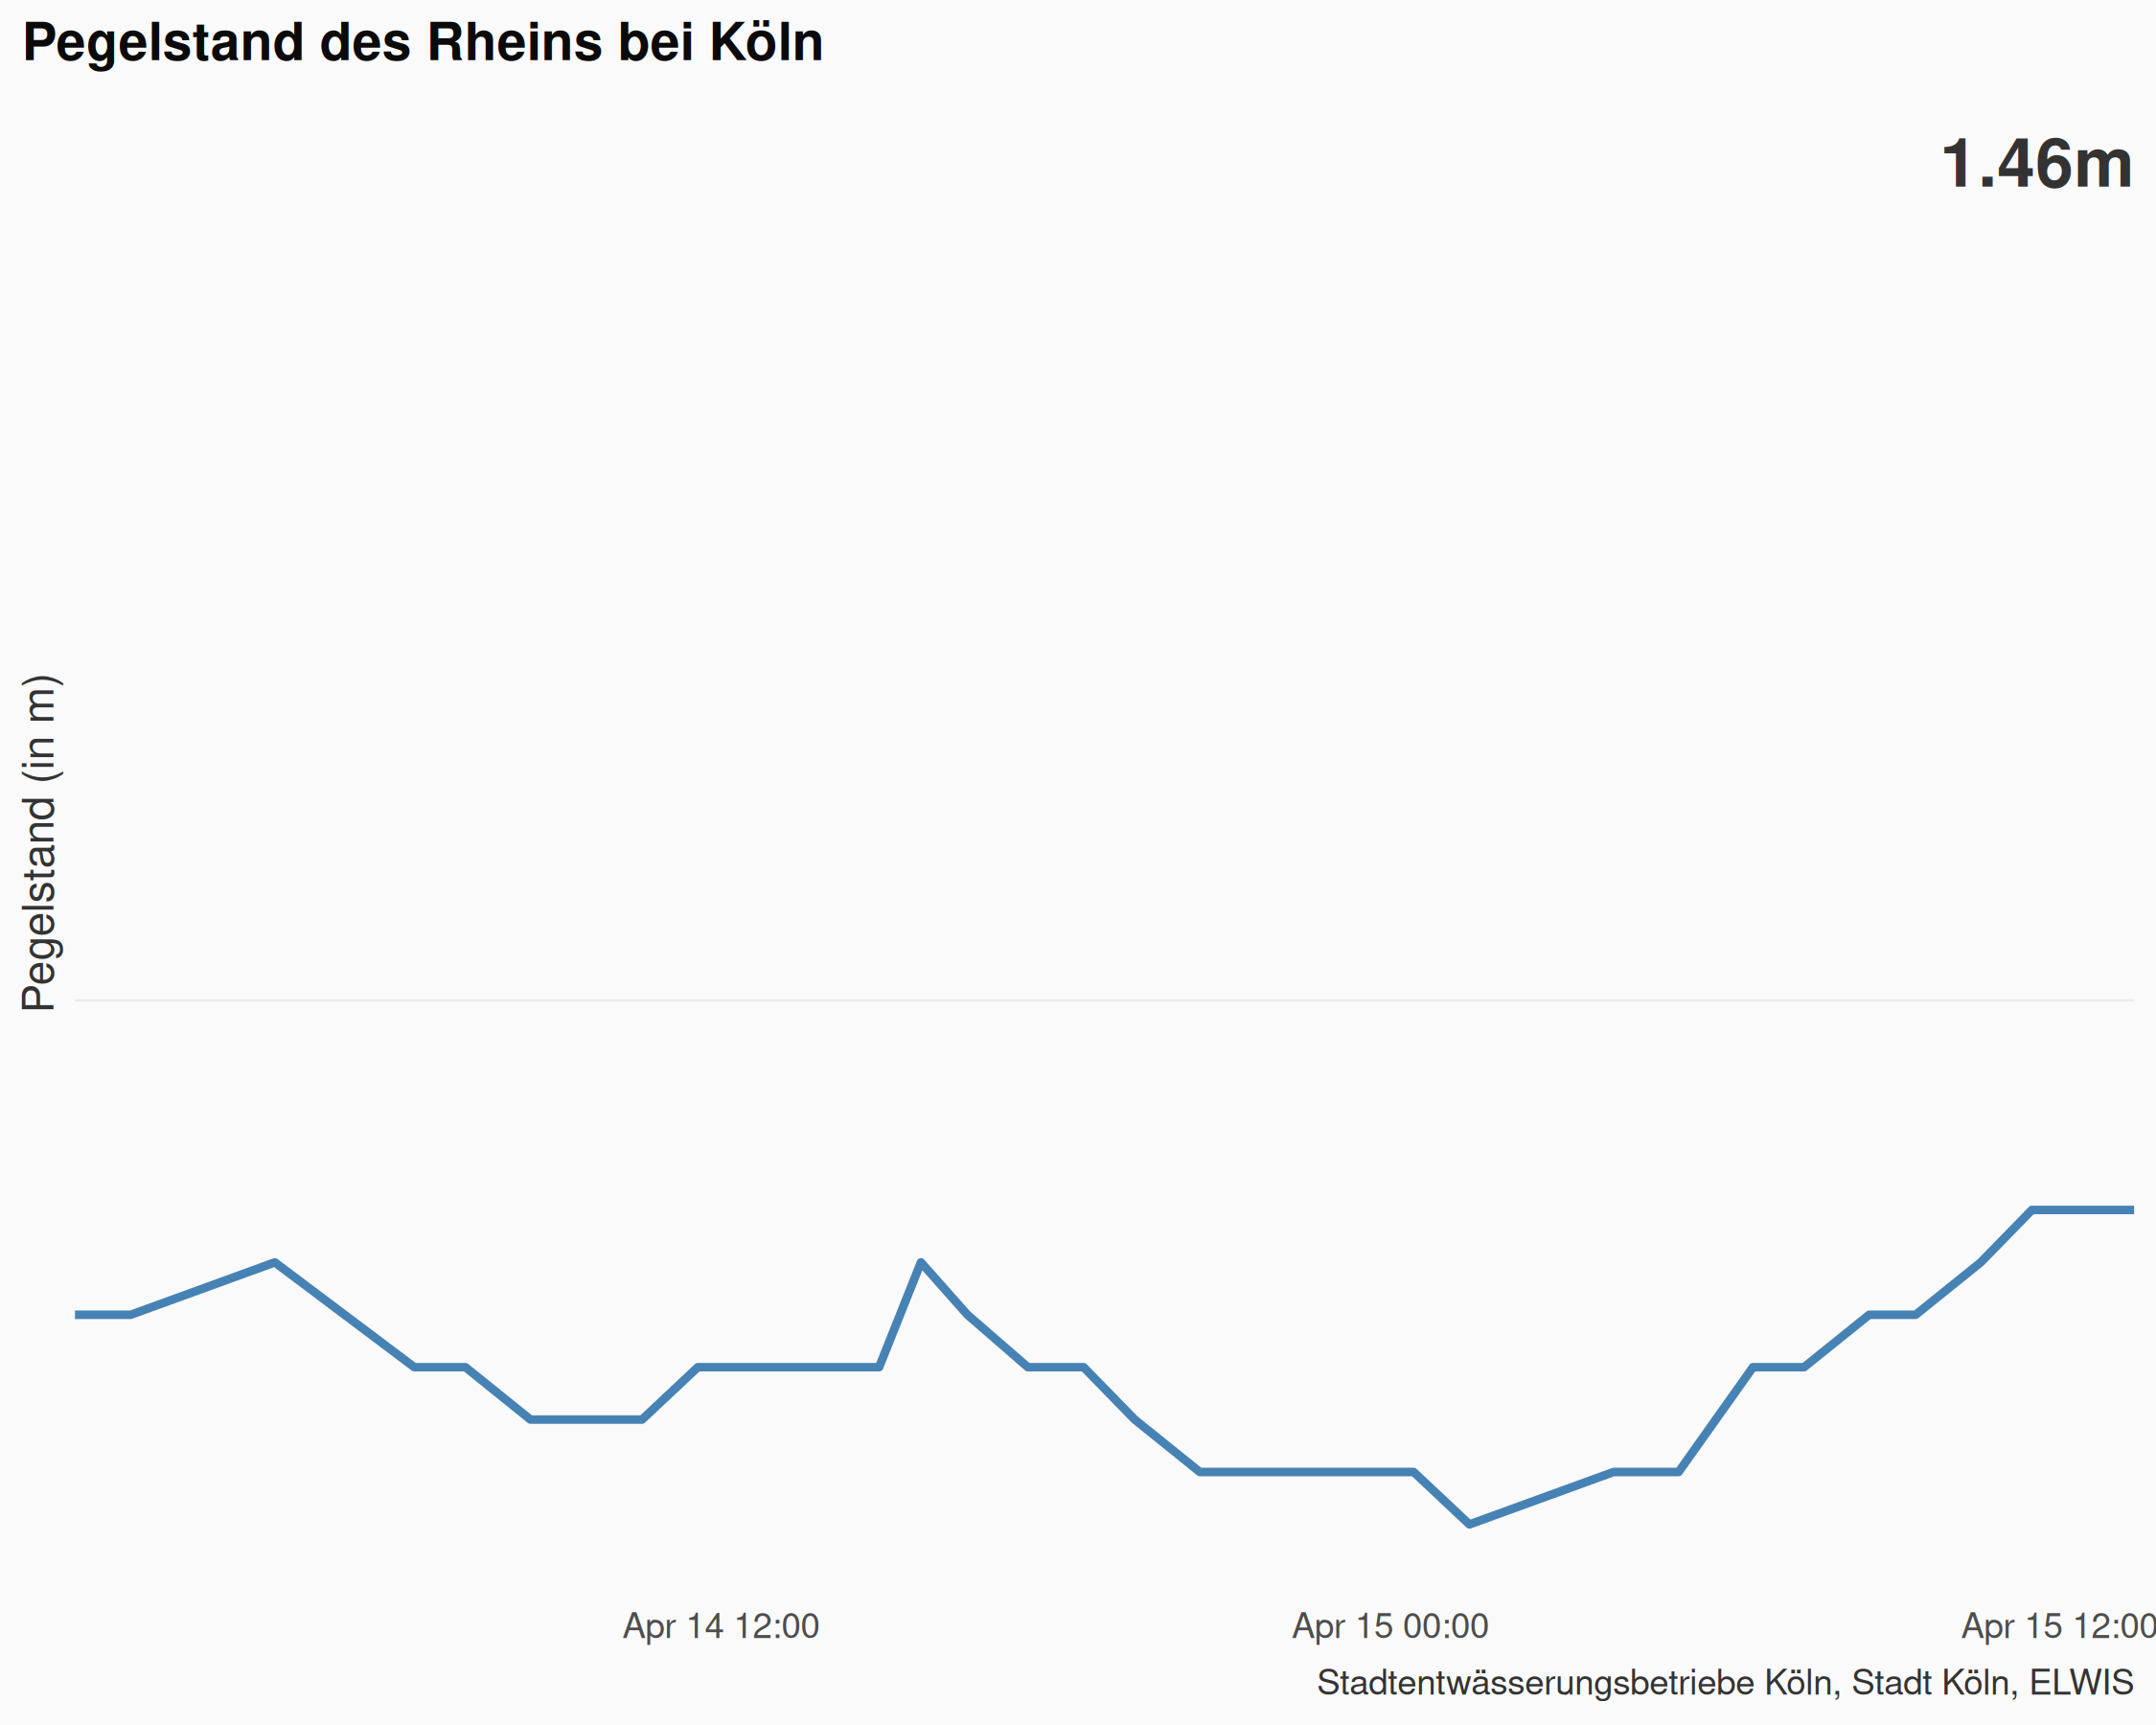 Pegelstand des Rheins bei Köln
1.46m
Pegelstand (in m)
Apr 14 12:00
Apr 15 00:00
Apr 15 12:00
Stadtentwässerungsbetriebe Köln, Stadt Köln, ELWIS